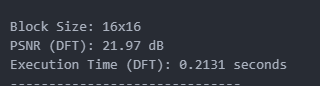 Block Size: 16x16
PSNR (DFT): 21.97 dB
Execution Time (DFT): 0.2131 seconds
------------------------------